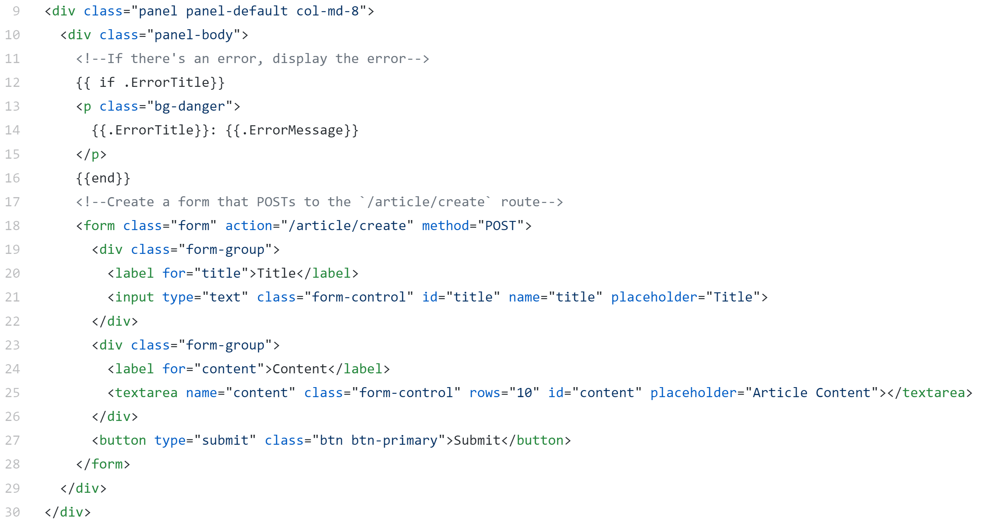 9 <div class="panel panel-default col-md-8">
10 <div class="panel-body">
11 <!--If there's an error, display the error-->
12 {{ if .ErrorTitle}}
13 <p class="bg-danger">
14 {{.ErrorTitle}}: {{.ErrorMessage}}
15 </p>
16 {{end}}
17 <!--Create a form that POSTs to the `/article/create` route-->
18 <form class="form" action="/article/create" method="POST">
19 <div class="form-group">
20 <label for="title">Title</label>
21 <input type="text" class="form-control" id="title" name="title" placeholder="Title">
22 </div>
23 <div class="form-group">
24 <label for="content">Content</label>
25 <textarea name="content" class="form-control" rows="10" id="content" placeholder="Article Content"></textarea>
26 </div>
27 <button type="submit" class="btn btn-primary">Submit</button>
28 </form>
29 </div>
30 </div>